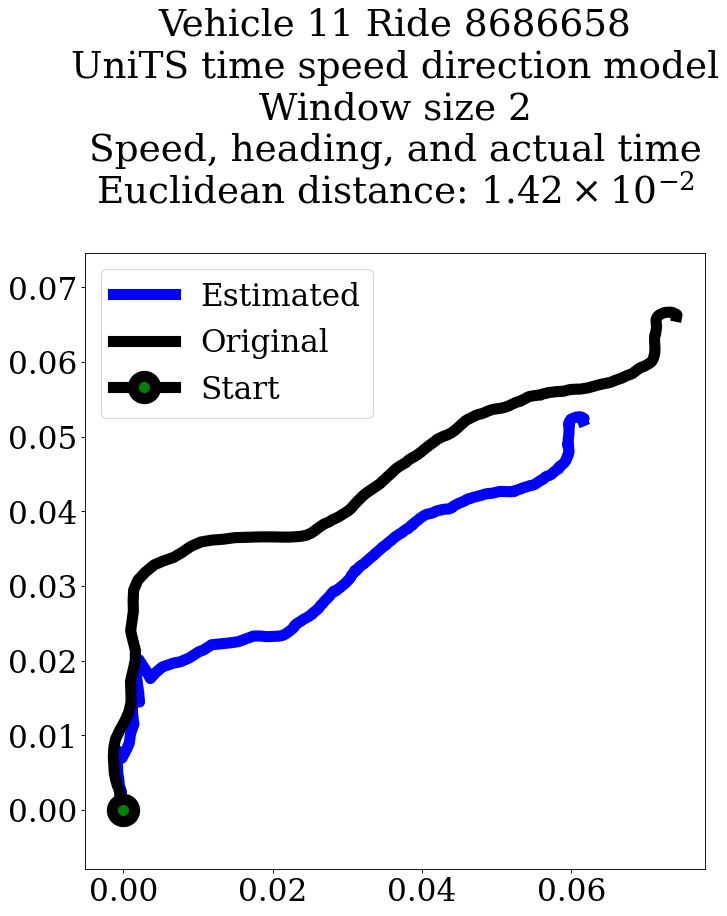 Vehicle 11 Ride 8686658
UniTS time speed direction model
Window size 2
Speed, heading, and actual time
Euclidean distance: 1.42 × 10⁻²
Estimated
Original
Start
0.07
0.06
0.05
0.04
0.03
0.02
0.01
0.00
0.00 0.02 0.04 0.06